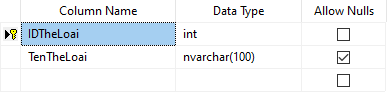 Column Name Data Type Allow Nulls
IDTheLoai int
TenTheLoai nvarchar(100)